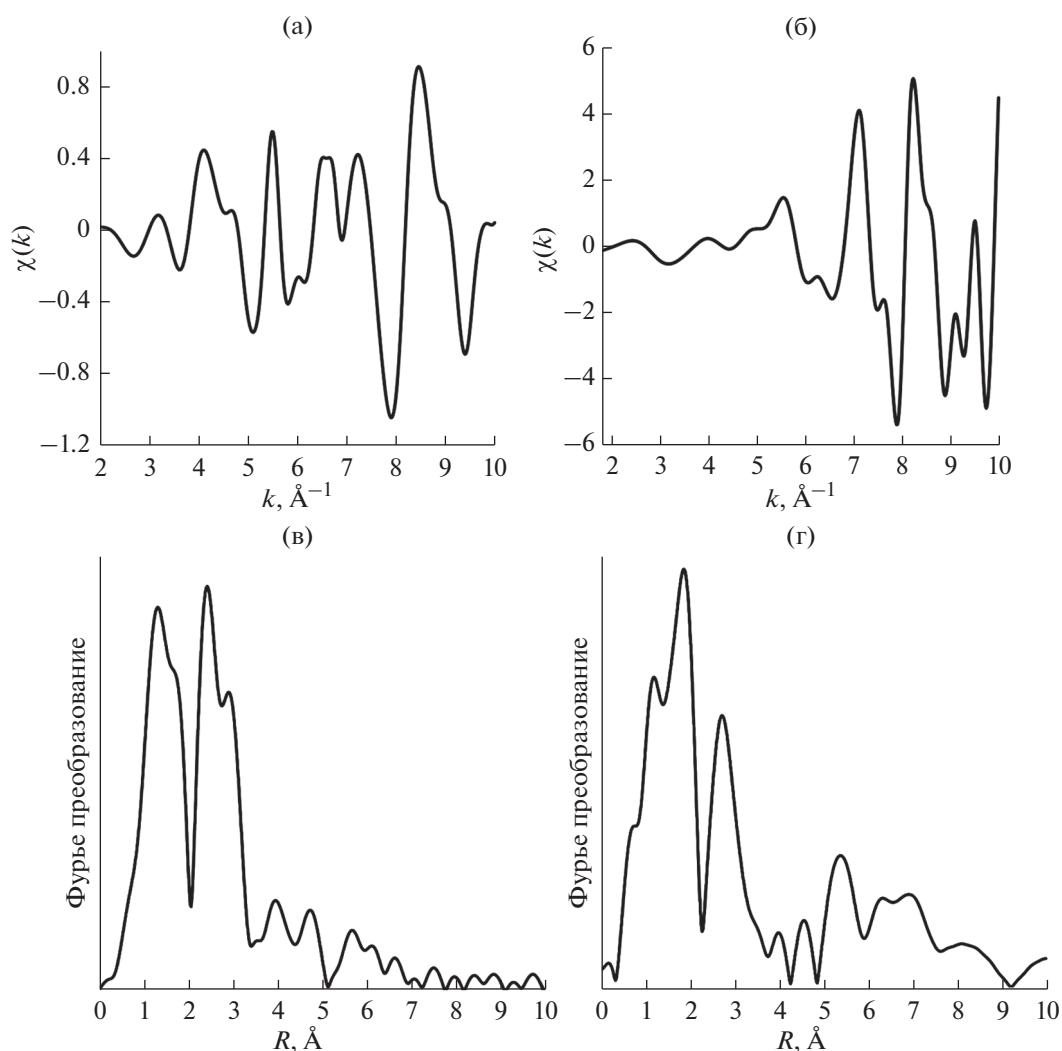 (а)
(б)
0.8
0.4
0
−0.4
−0.8
−1.2
χ(k)
2 3 4 5 6 7 8 9 10
k, Å−1
6
4
2
0
−2
−4
−6
χ(k)
2 3 4 5 6 7 8 9 10
k, Å−1
(в)
(г)
Фурье преобразование
0 1 2 3 4 5 6 7 8 9 10
R, Å
Фурье преобразование
0 1 2 3 4 5 6 7 8 9 10
R, Å